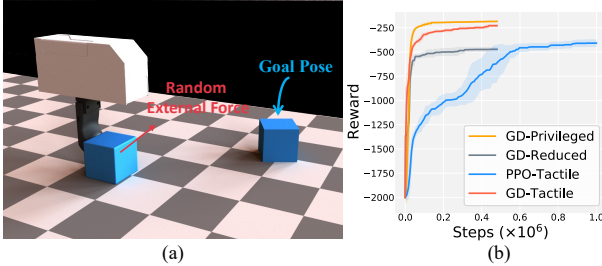 Goal Pose
Random
External Force
(a)
Reward
−250
−500
−750
−1000
−1250
−1500
−1750
−2000
GD-Privileged
GD-Reduced
PPO-Tactile
GD-Tactile
0.0 0.2 0.4 0.6 0.8 1.0
Steps (×10⁶)
(b)